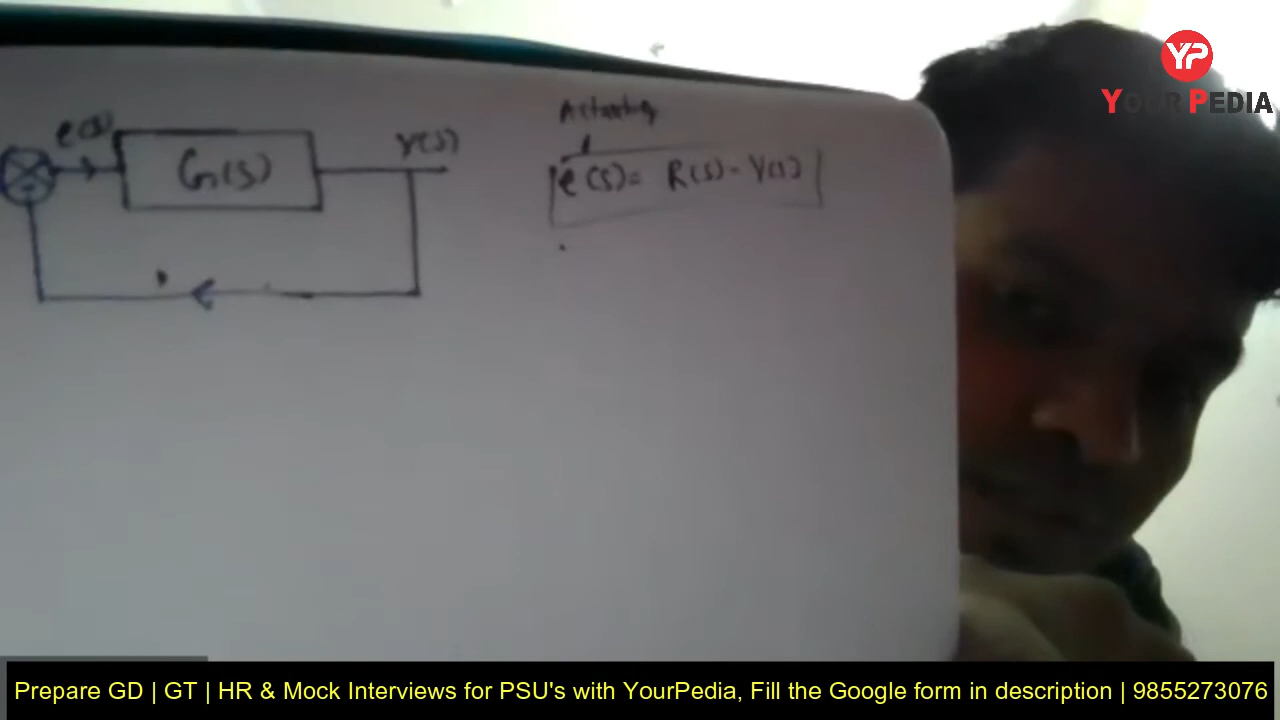 YP
YOUR PEDIA
Actuating
e(s)
G(s)
Y(s)
e(s) = R(s) - Y(s)
Prepare GD | GT | HR & Mock Interviews for PSU's with YourPedia, Fill the Google form in description | 9855273076